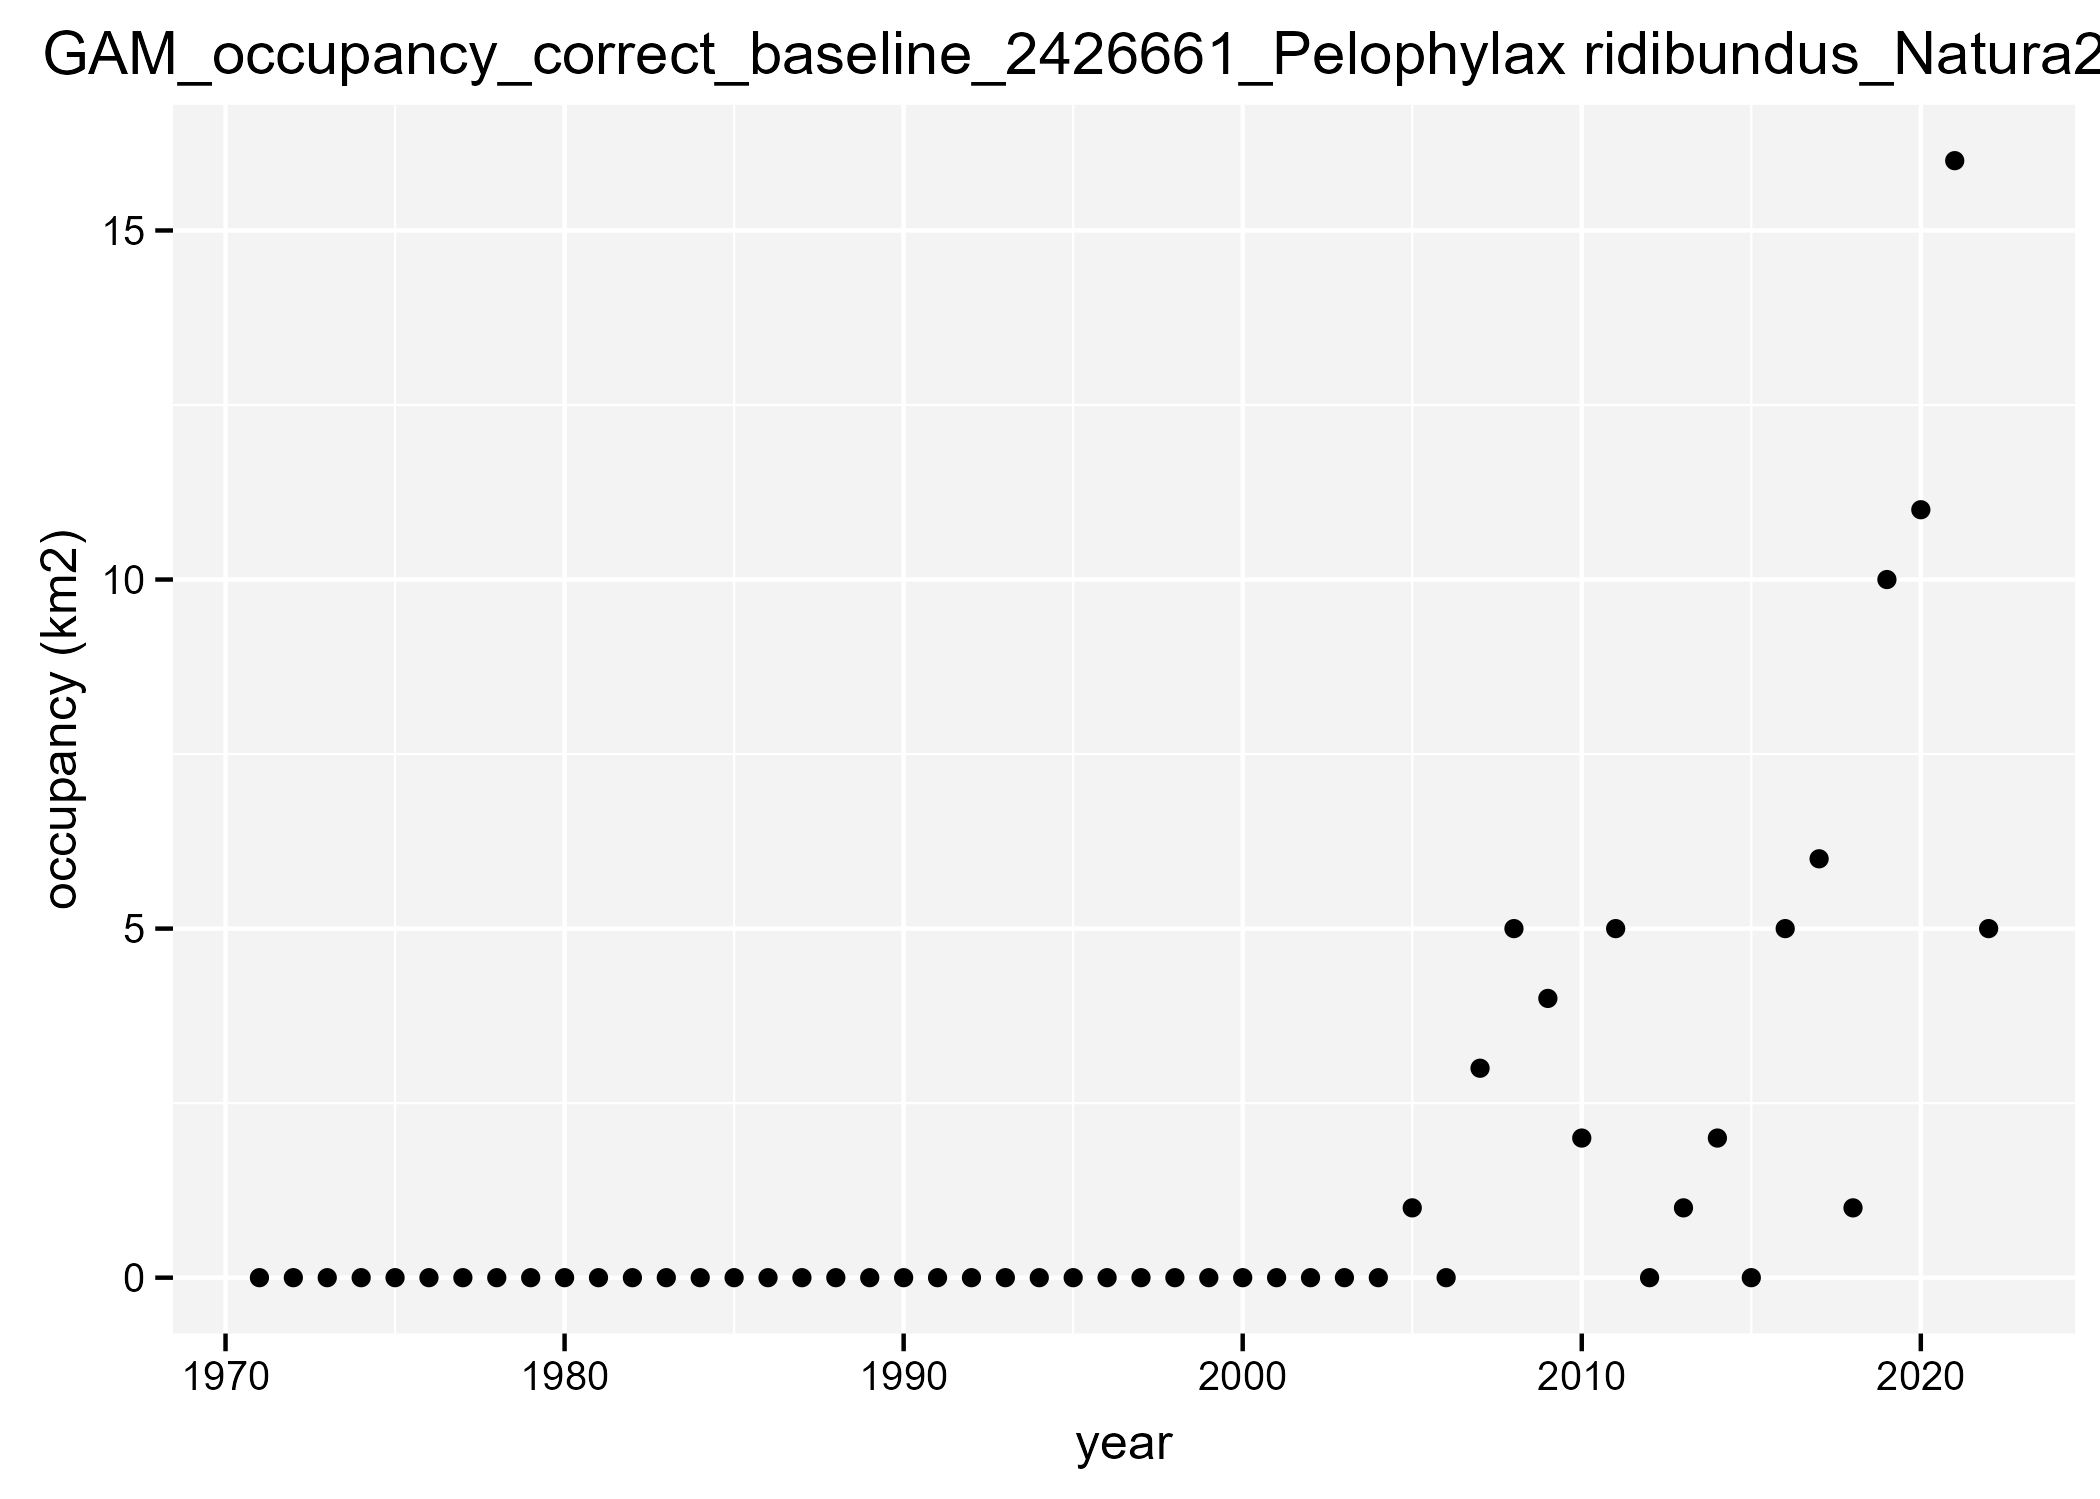 GAM_occupancy_correct_baseline_2426661_Pelophylax ridibundus_Natura2
occupancy (km2)
15
10
5
0
1970 1980 1990 2000 2010 2020
year